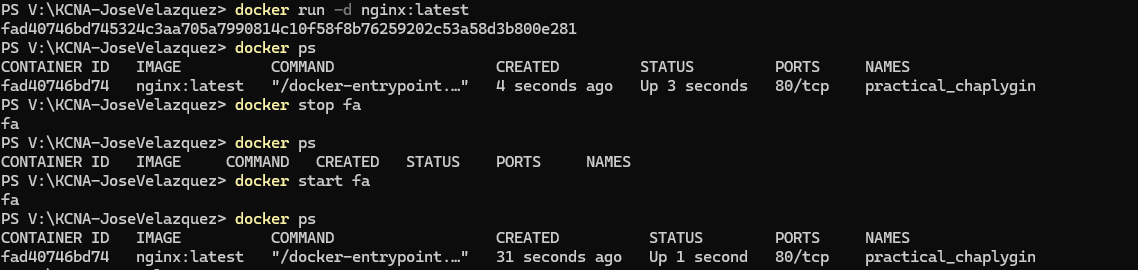 PS V:\KCNA-JoseVelazquez> docker run -d nginx:latest
fad40746bd745324c3aa705a7990814c10f58f8b76259202c53a58d3b800e281
PS V:\KCNA-JoseVelazquez> docker ps
CONTAINER ID   IMAGE          COMMAND                  CREATED         STATUS         PORTS     NAMES
fad40746bd74   nginx:latest   "/docker-entrypoint.…"   4 seconds ago   Up 3 seconds   80/tcp    practical_chaplygin
PS V:\KCNA-JoseVelazquez> docker stop fa
fa
PS V:\KCNA-JoseVelazquez> docker ps
CONTAINER ID   IMAGE     COMMAND   CREATED   STATUS    PORTS     NAMES
PS V:\KCNA-JoseVelazquez> docker start fa
fa
PS V:\KCNA-JoseVelazquez> docker ps
CONTAINER ID   IMAGE          COMMAND                  CREATED          STATUS        PORTS     NAMES
fad40746bd74   nginx:latest   "/docker-entrypoint.…"   31 seconds ago   Up 1 second   80/tcp    practical_chaplygin